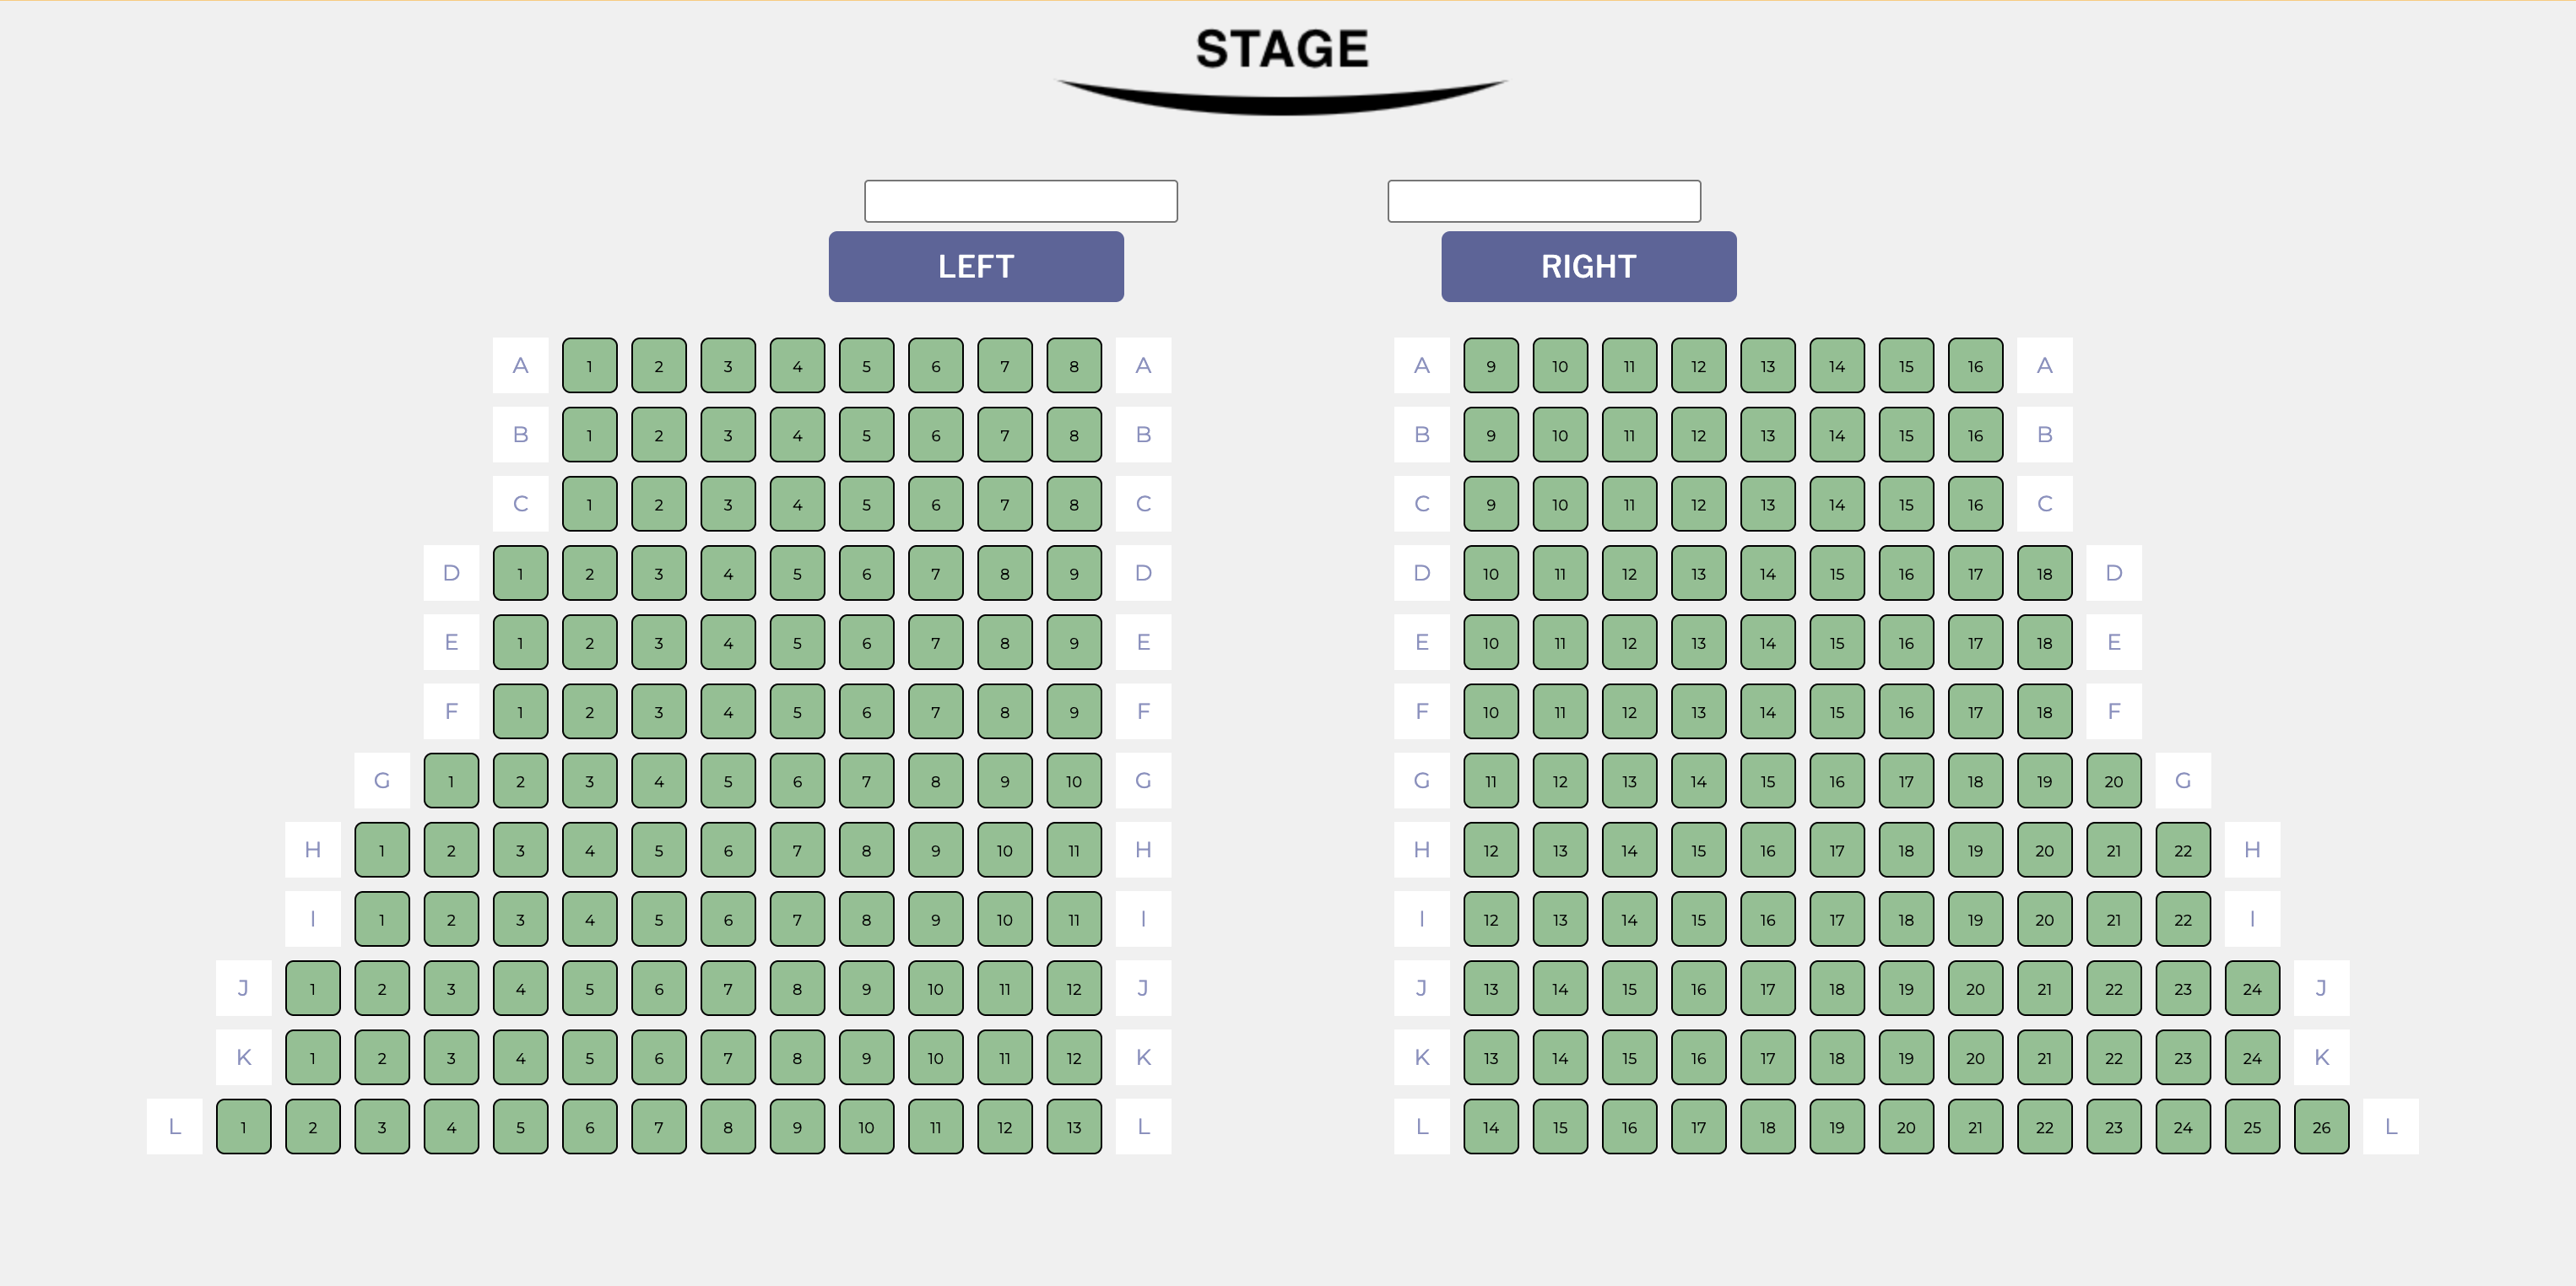 STAGE
LEFT RIGHT
A 1 2 3 4 5 6 7 8 A A 9 10 11 12 13 14 15 16 A
B 1 2 3 4 5 6 7 8 B B 9 10 11 12 13 14 15 16 B
C 1 2 3 4 5 6 7 8 C C 9 10 11 12 13 14 15 16 C
D 1 2 3 4 5 6 7 8 9 D D 10 11 12 13 14 15 16 17 18 D
E 1 2 3 4 5 6 7 8 9 E E 10 11 12 13 14 15 16 17 18 E
F 1 2 3 4 5 6 7 8 9 F F 10 11 12 13 14 15 16 17 18 F
G 1 2 3 4 5 6 7 8 9 10 G G 11 12 13 14 15 16 17 18 19 20 G
H 1 2 3 4 5 6 7 8 9 10 11 H H 12 13 14 15 16 17 18 19 20 21 22 H
I 1 2 3 4 5 6 7 8 9 10 11 I I 12 13 14 15 16 17 18 19 20 21 22 I
J 1 2 3 4 5 6 7 8 9 10 11 12 J J 13 14 15 16 17 18 19 20 21 22 23 24 J
K 1 2 3 4 5 6 7 8 9 10 11 12 K K 13 14 15 16 17 18 19 20 21 22 23 24 K
L 1 2 3 4 5 6 7 8 9 10 11 12 13 L L 14 15 16 17 18 19 20 21 22 23 24 25 26 L